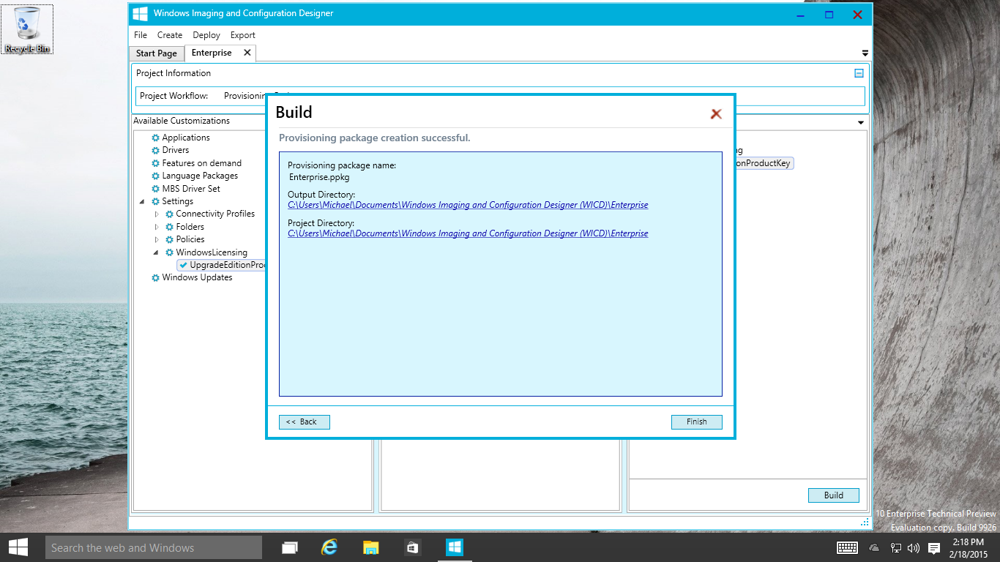 Recycle Bin
Windows Imaging and Configuration Designer
File Create Deploy Export
Start Page Enterprise
Project Information
Project Workflow: Provisioning
Available Customizations
Applications
Drivers
Features on demand
Language Packages
MBS Driver Set
Settings
Connectivity Profiles
Folders
Policies
WindowsLicensing
UpgradeEditionProd
Windows Updates
ng
onProductKey
Build
Provisioning package creation successful.
Provisioning package name:
Enterprise.ppkg
Output Directory:
C:\Users\Michael\Documents\Windows Imaging and Configuration Designer (WICD)\Enterprise
Project Directory:
C:\Users\Michael\Documents\Windows Imaging and Configuration Designer (WICD)\Enterprise
<< Back Finish
Build
10 Enterprise Technical Preview
Evaluation copy. Build 9926
Search the web and Windows
2:18 PM
2/18/2015